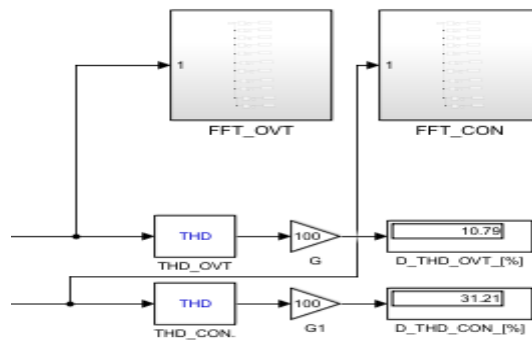 1
1
FFT_OVT
FFT_CON
THD
100
10.79
THD_OVT
G
D_THD_OVT_[%]
THD
100
31.21
THD_CON.
G1
D_THD_CON_[%]